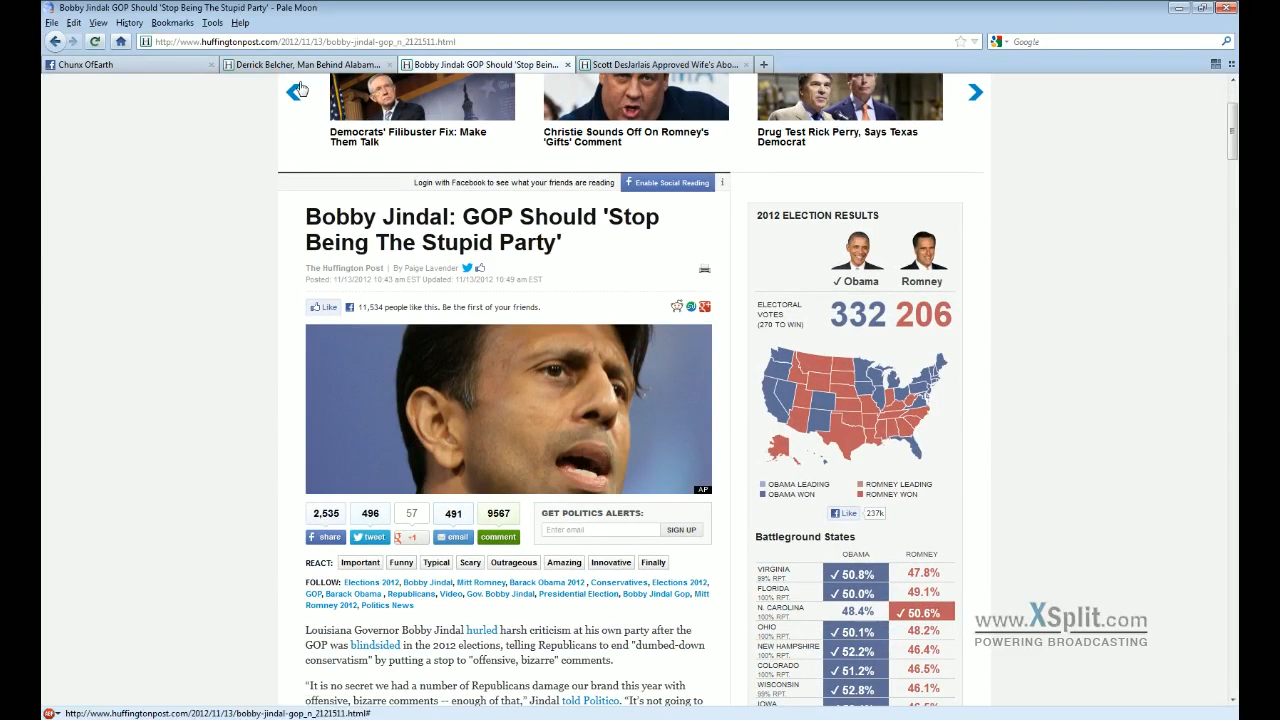 Bobby Jindal: GOP Should 'Stop Being The Stupid Party' - Pale Moon
File Edit View History Bookmarks Tools Help
http://www.huffingtonpost.com/2012/11/13/bobby-jindal-gop_n_2121511.html
Google
Chunx OfEarth
Derrick Belcher, Man Behind Alabam...
Bobby Jindal: GOP Should 'Stop Bein...
Scott DesJarlais Approved Wife's Abo...
Democrats' Filibuster Fix: Make
Them Talk
Christie Sounds Off On Romney's
'Gifts' Comment
Drug Test Rick Perry, Says Texas
Democrat
Login with Facebook to see what your friends are reading
f Enable Social Reading
i
Bobby Jindal: GOP Should 'Stop
Being The Stupid Party'
The Huffington Post | By Paige Lavender
Posted: 11/13/2012 10:43 am EST Updated: 11/13/2012 10:49 am EST
Like
11,534 people like this. Be the first of your friends.
AP
2,535 496 57 491 9567
share tweet +1 email comment
GET POLITICS ALERTS:
Enter email SIGN UP
REACT: Important Funny Typical Scary Outrageous Amazing Innovative Finally
FOLLOW: Elections 2012, Bobby Jindal, Mitt Romney, Barack Obama 2012 , Conservatives, Elections 2012,
GOP, Barack Obama , Republicans, Video, Gov. Bobby Jindal, Presidential Election, Bobby Jindal Gop, Mitt
Romney 2012, Politics News
Louisiana Governor Bobby Jindal hurled harsh criticism at his own party after the
GOP was blindsided in the 2012 elections, telling Republicans to end "dumbed-down
conservatism" by putting a stop to "offensive, bizarre" comments.
“It is no secret we had a number of Republicans damage our brand this year with
offensive, bizarre comments -- enough of that,” Jindal told Politico. “It's not going to
2012 ELECTION RESULTS
✓ Obama Romney
ELECTORAL
VOTES
(270 TO WIN)
332 206
OBAMA LEADING ROMNEY LEADING
OBAMA WON ROMNEY WON
Like 237k
Battleground States
OBAMA ROMNEY
VIRGINIA
99% RPT.
✓ 50.8% 47.8%
FLORIDA
100% RPT.
✓ 50.0% 49.1%
N. CAROLINA
100% RPT.
48.4% ✓ 50.6%
OHIO
100% RPT.
✓ 50.1% 48.2%
NEW HAMPSHIRE
100% RPT.
✓ 52.2% 46.4%
COLORADO
100% RPT.
✓ 51.2% 46.5%
WISCONSIN
100% RPT.
✓ 52.8% 46.1%
IOWA
www.XSplit.com
POWERING BROADCASTING
http://www.huffingtonpost.com/2012/11/13/bobby-jindal-gop_n_2121511.html#